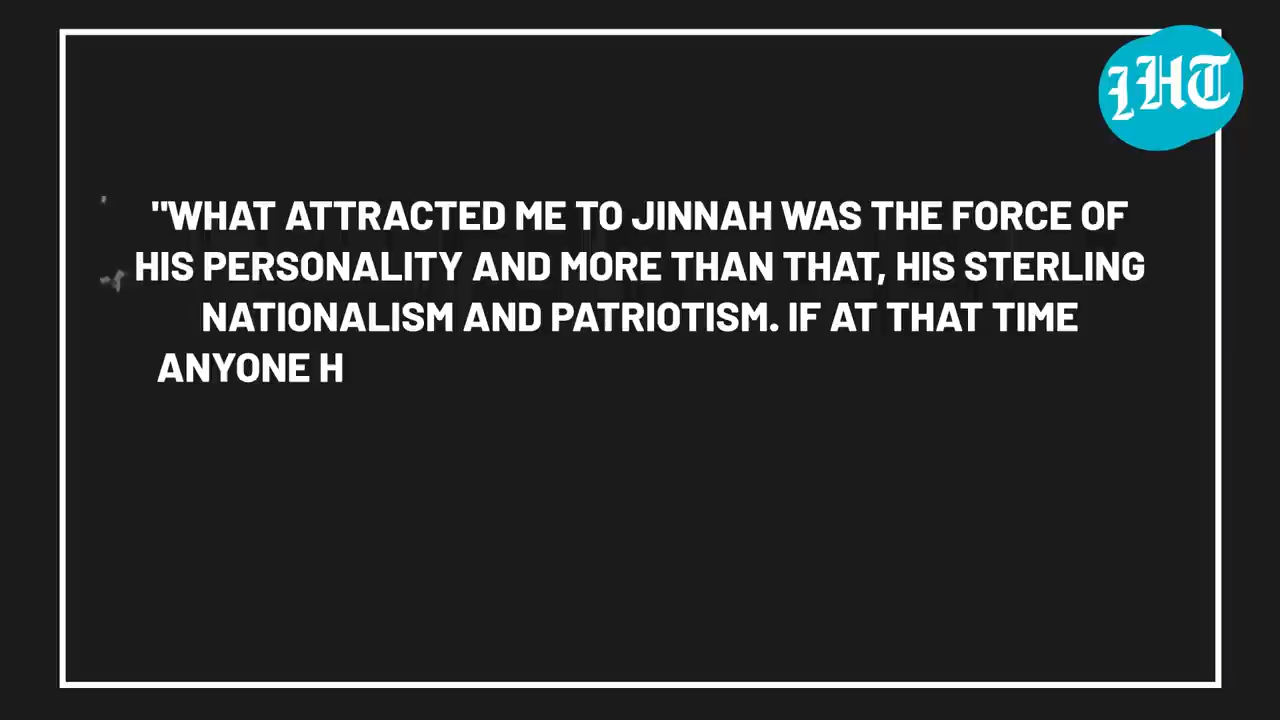 HT
"WHAT ATTRACTED ME TO JINNAH WAS THE FORCE OF
HIS PERSONALITY AND MORE THAN THAT, HIS STERLING
NATIONALISM AND PATRIOTISM. IF AT THAT TIME
ANYONE H